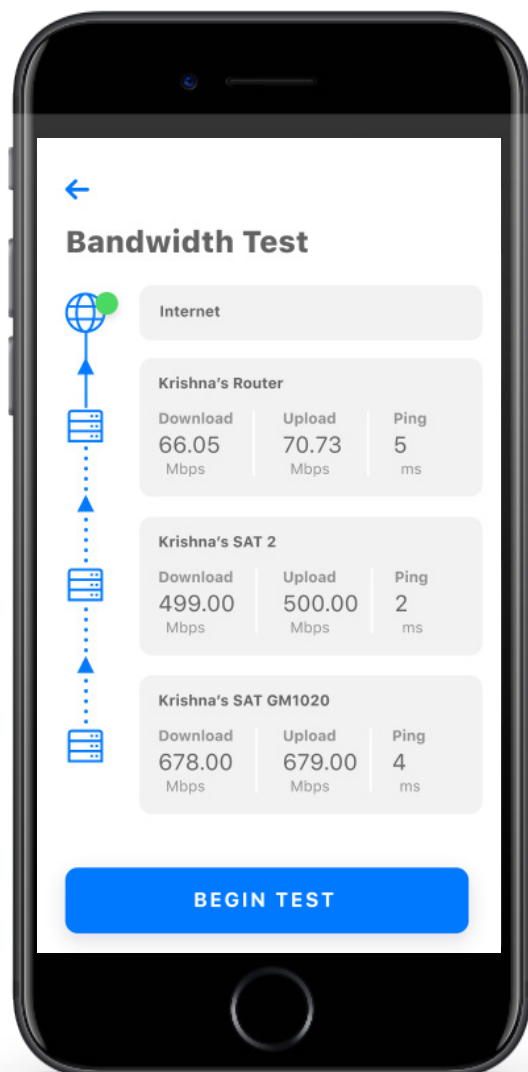 Bandwidth Test
Internet
Krishna’s Router
Download Upload Ping
66.05 70.73 5
Mbps Mbps ms
Krishna’s SAT 2
Download Upload Ping
499.00 500.00 2
Mbps Mbps ms
Krishna’s SAT GM1020
Download Upload Ping
678.00 679.00 4
Mbps Mbps ms
BEGIN TEST